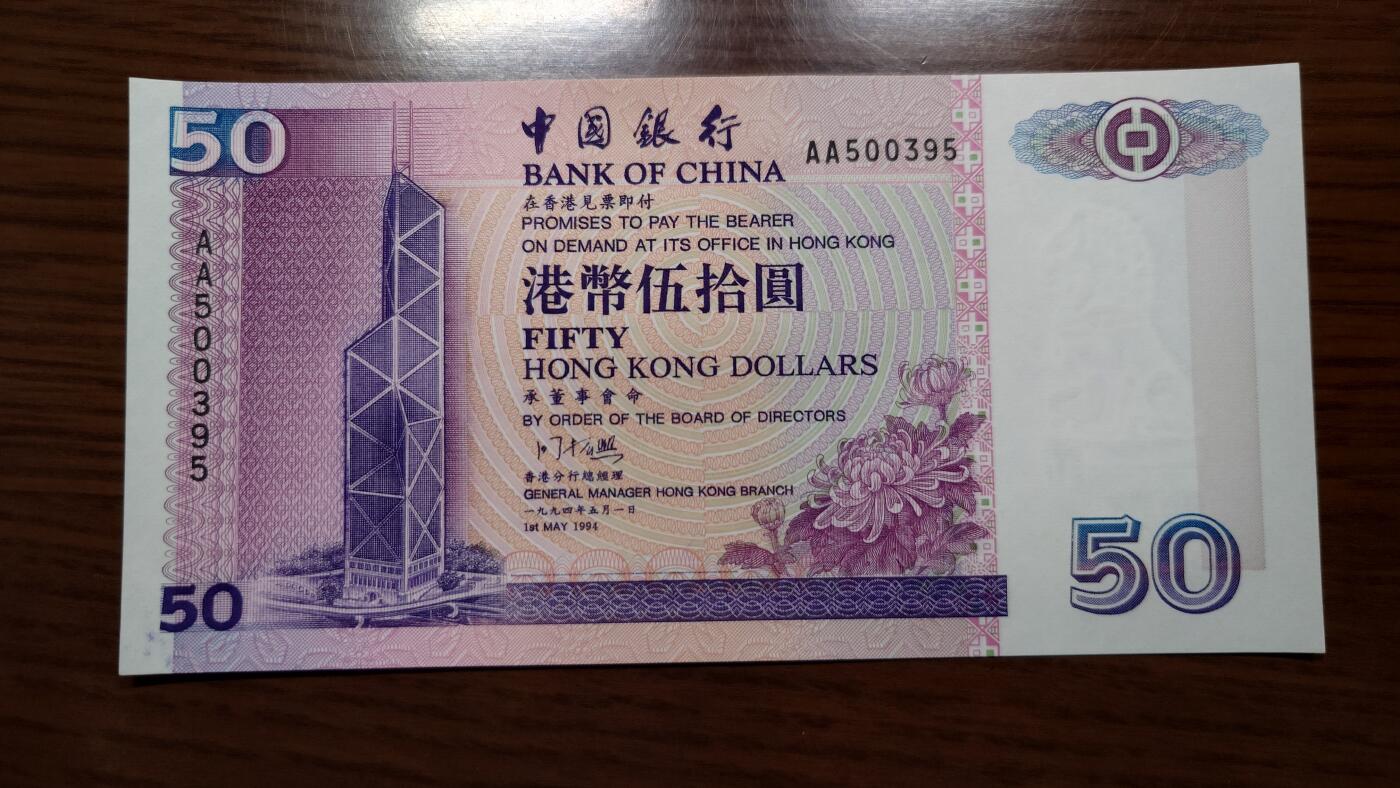 50
中國銀行
BANK OF CHINA
AA500395
在香港見票即付
PROMISES TO PAY THE BEARER
ON DEMAND AT ITS OFFICE IN HONG KONG
港幣伍拾圓
FIFTY
HONG KONG DOLLARS
承董事會命
BY ORDER OF THE BOARD OF DIRECTORS
香港分行總經理
GENERAL MANAGER HONG KONG BRANCH
一九九四年五月一日
1st MAY 1994
AA500395
50
50